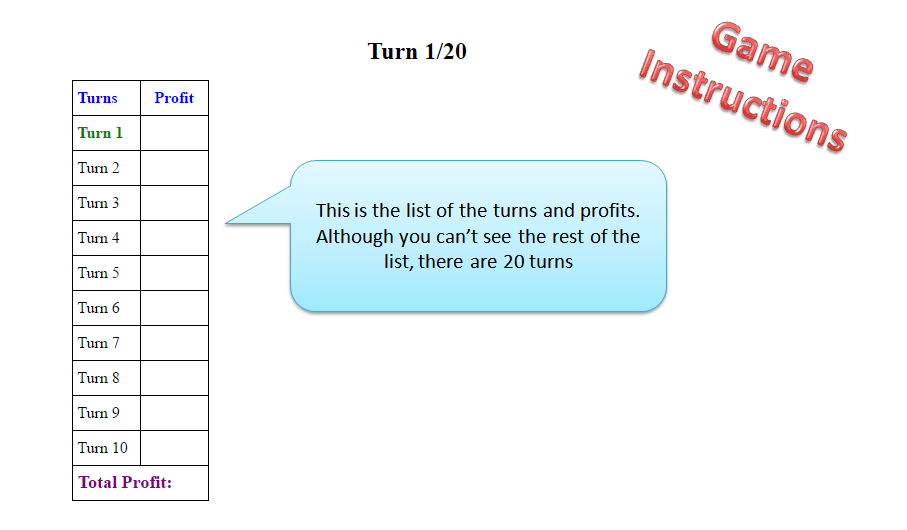 Turn 1/20
Game
Instructions
Turns Profit
Turn 1
Turn 2
Turn 3
Turn 4
Turn 5
Turn 6
Turn 7
Turn 8
Turn 9
Turn 10
Total Profit:
This is the list of the turns and profits.
Although you can’t see the rest of the
list, there are 20 turns